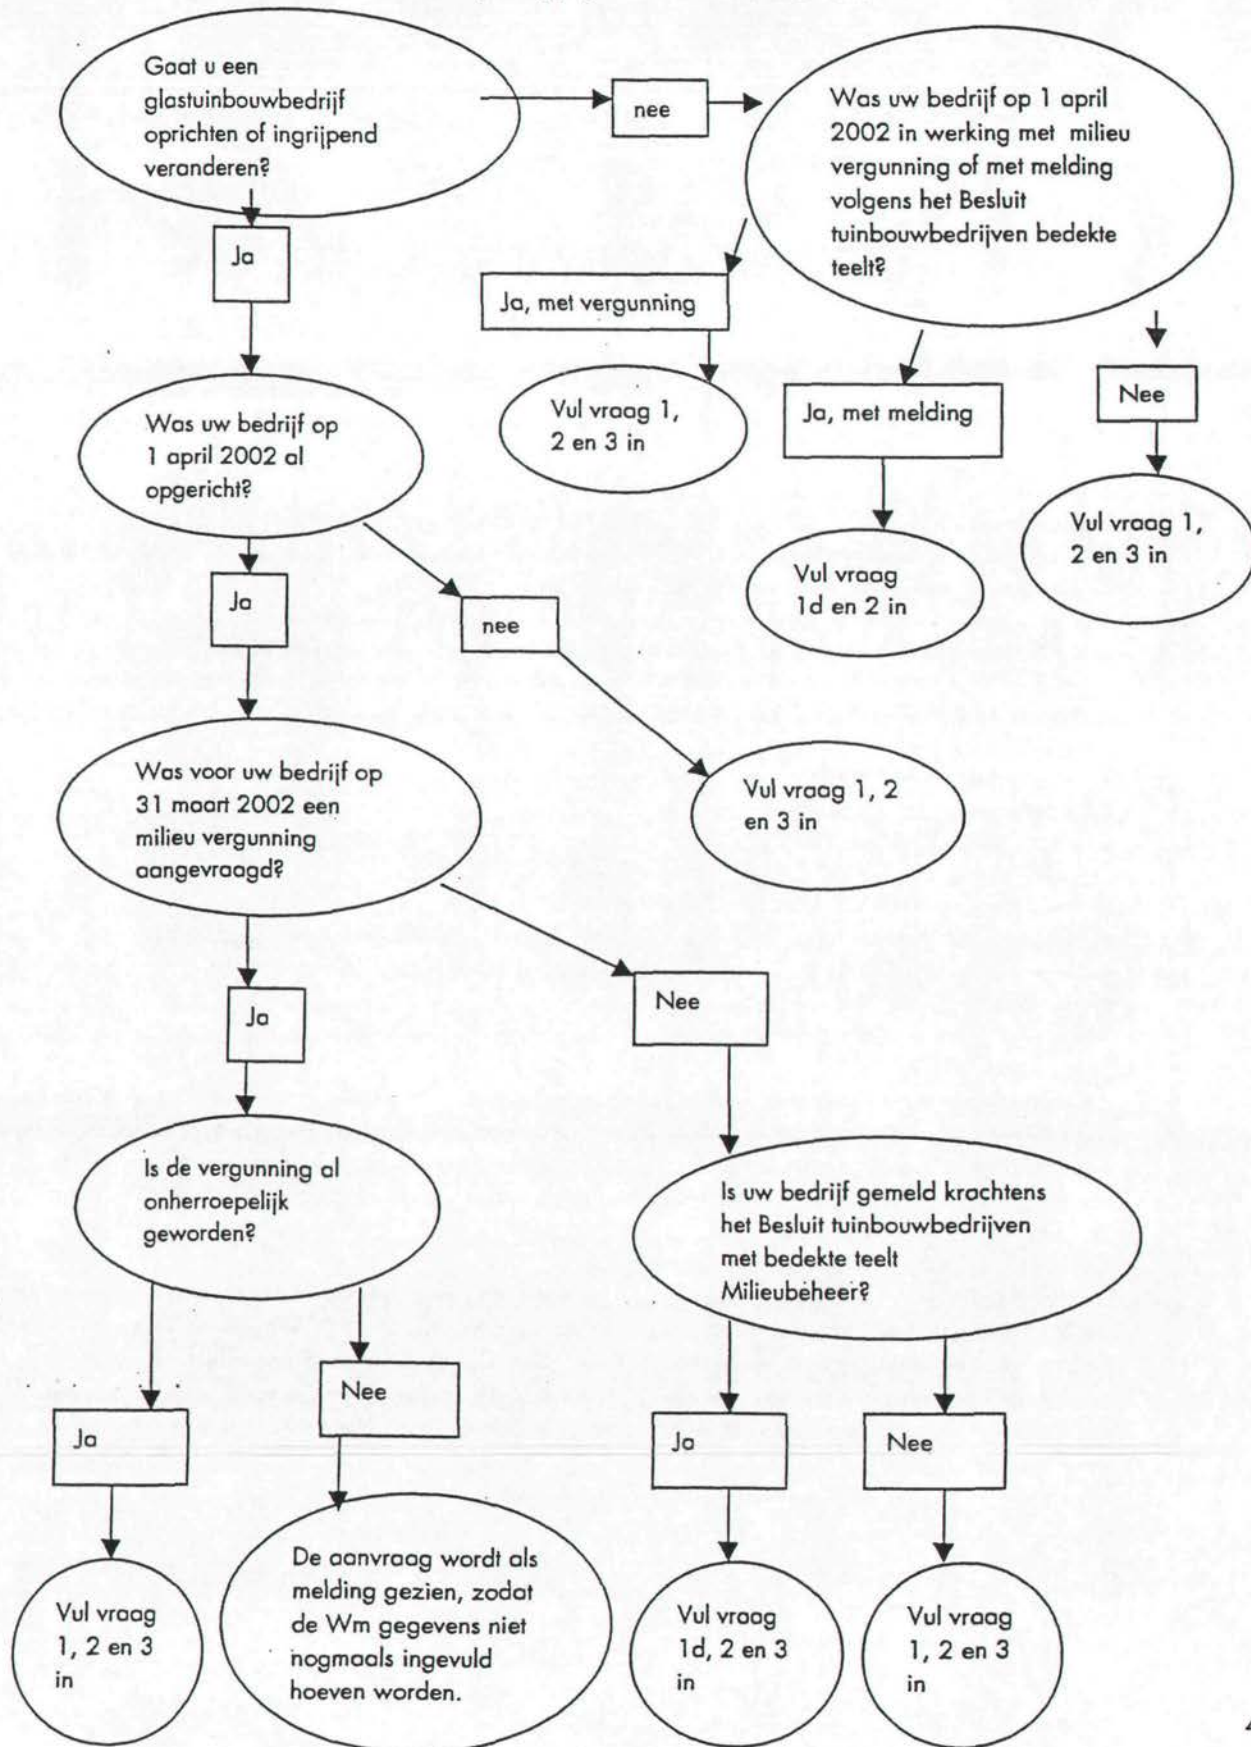 Gaat u een
glastuinbouwbedrijf
oprichten of ingrijpend
veranderen?
nee
Was uw bedrijf op 1 april
2002 in werking met milieu
vergunning of met melding
volgens het Besluit
tuinbouwbedrijven bedekte
teelt?
Ja
Ja, met vergunning
Vul vraag 1,
2 en 3 in
Ja, met melding
Vul vraag
1d en 2 in
Nee
Vul vraag 1,
2 en 3 in
Was uw bedrijf op
1 april 2002 al
opgericht?
Ja
nee
Vul vraag 1, 2
en 3 in
Was voor uw bedrijf op
31 maart 2002 een
milieu vergunning
aangevraagd?
Ja
Nee
Is de vergunning al
onherroepelijk
geworden?
Is uw bedrijf gemeld krachtens
het Besluit tuinbouwbedrijven
met bedekte teelt
Milieubeheer?
Ja
Nee
Ja
Nee
Vul vraag
1, 2 en 3
in
De aanvraag wordt als
melding gezien, zodat
de Wm gegevens niet
nogmaals ingevuld
hoeven worden.
Vul vraag
1d, 2 en 3
in
Vul vraag
1, 2 en 3
in